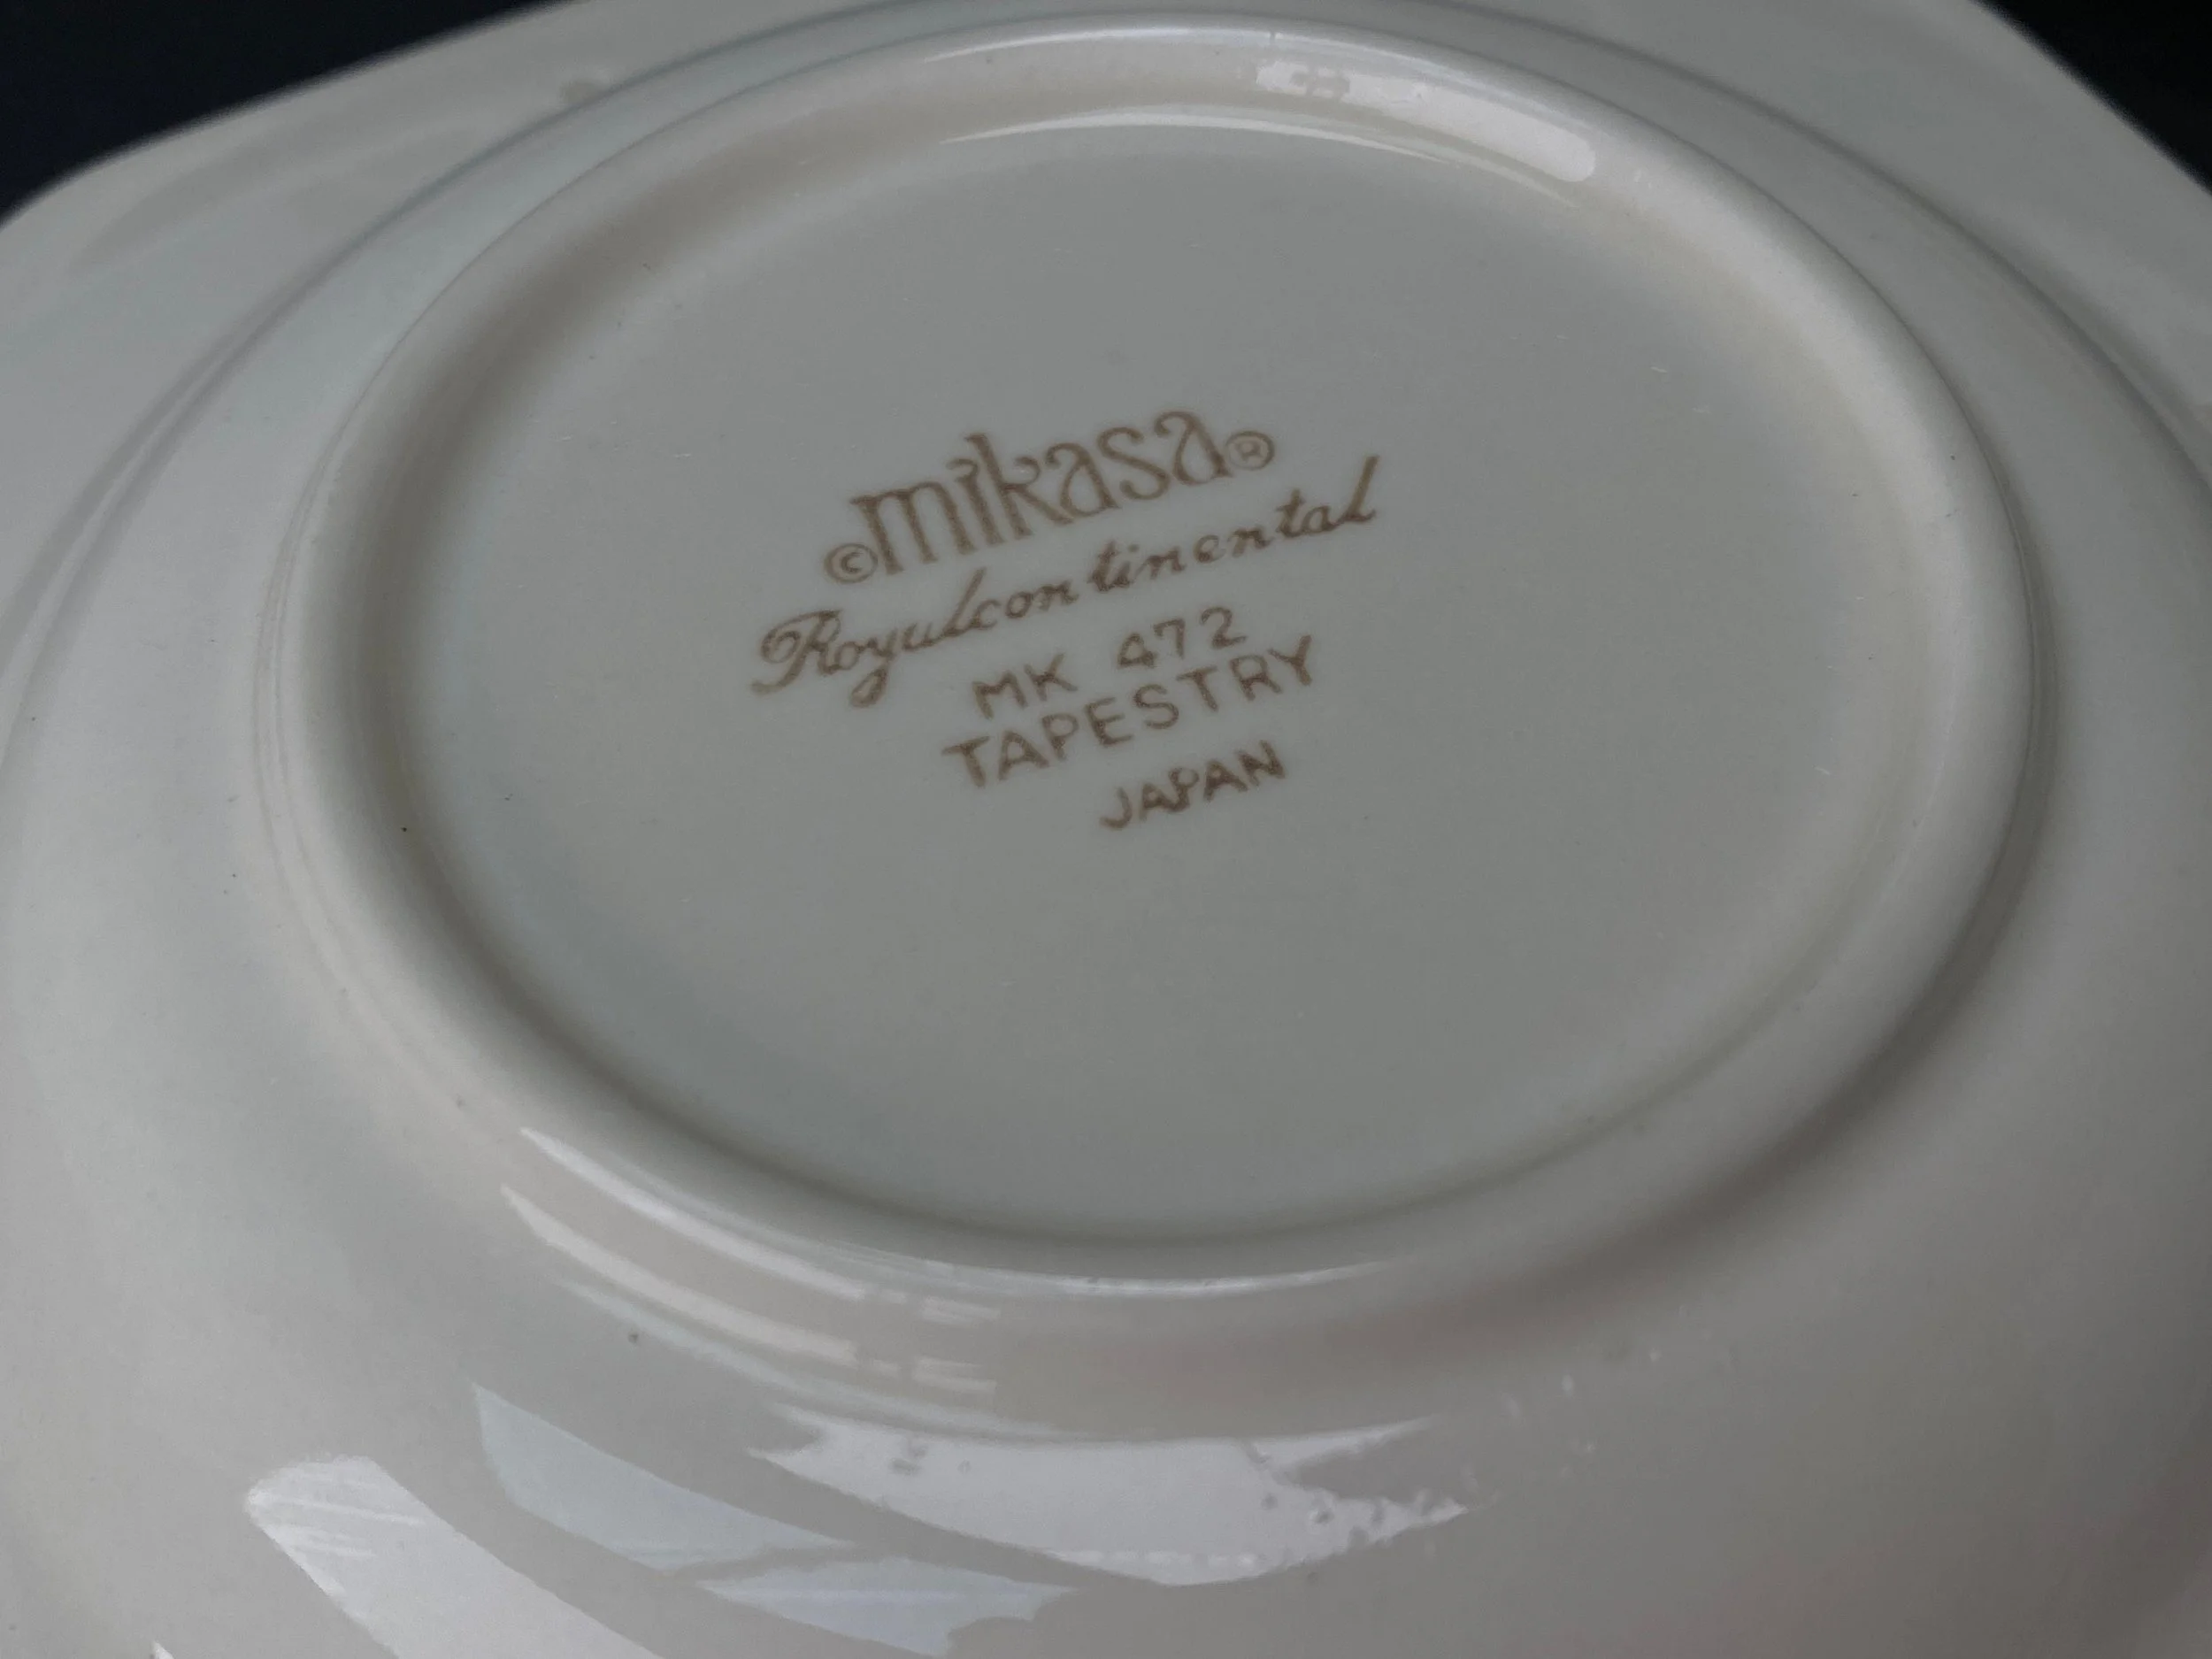 ©mikasa®
Royalcontinental
MK 472
TAPESTRY
JAPAN